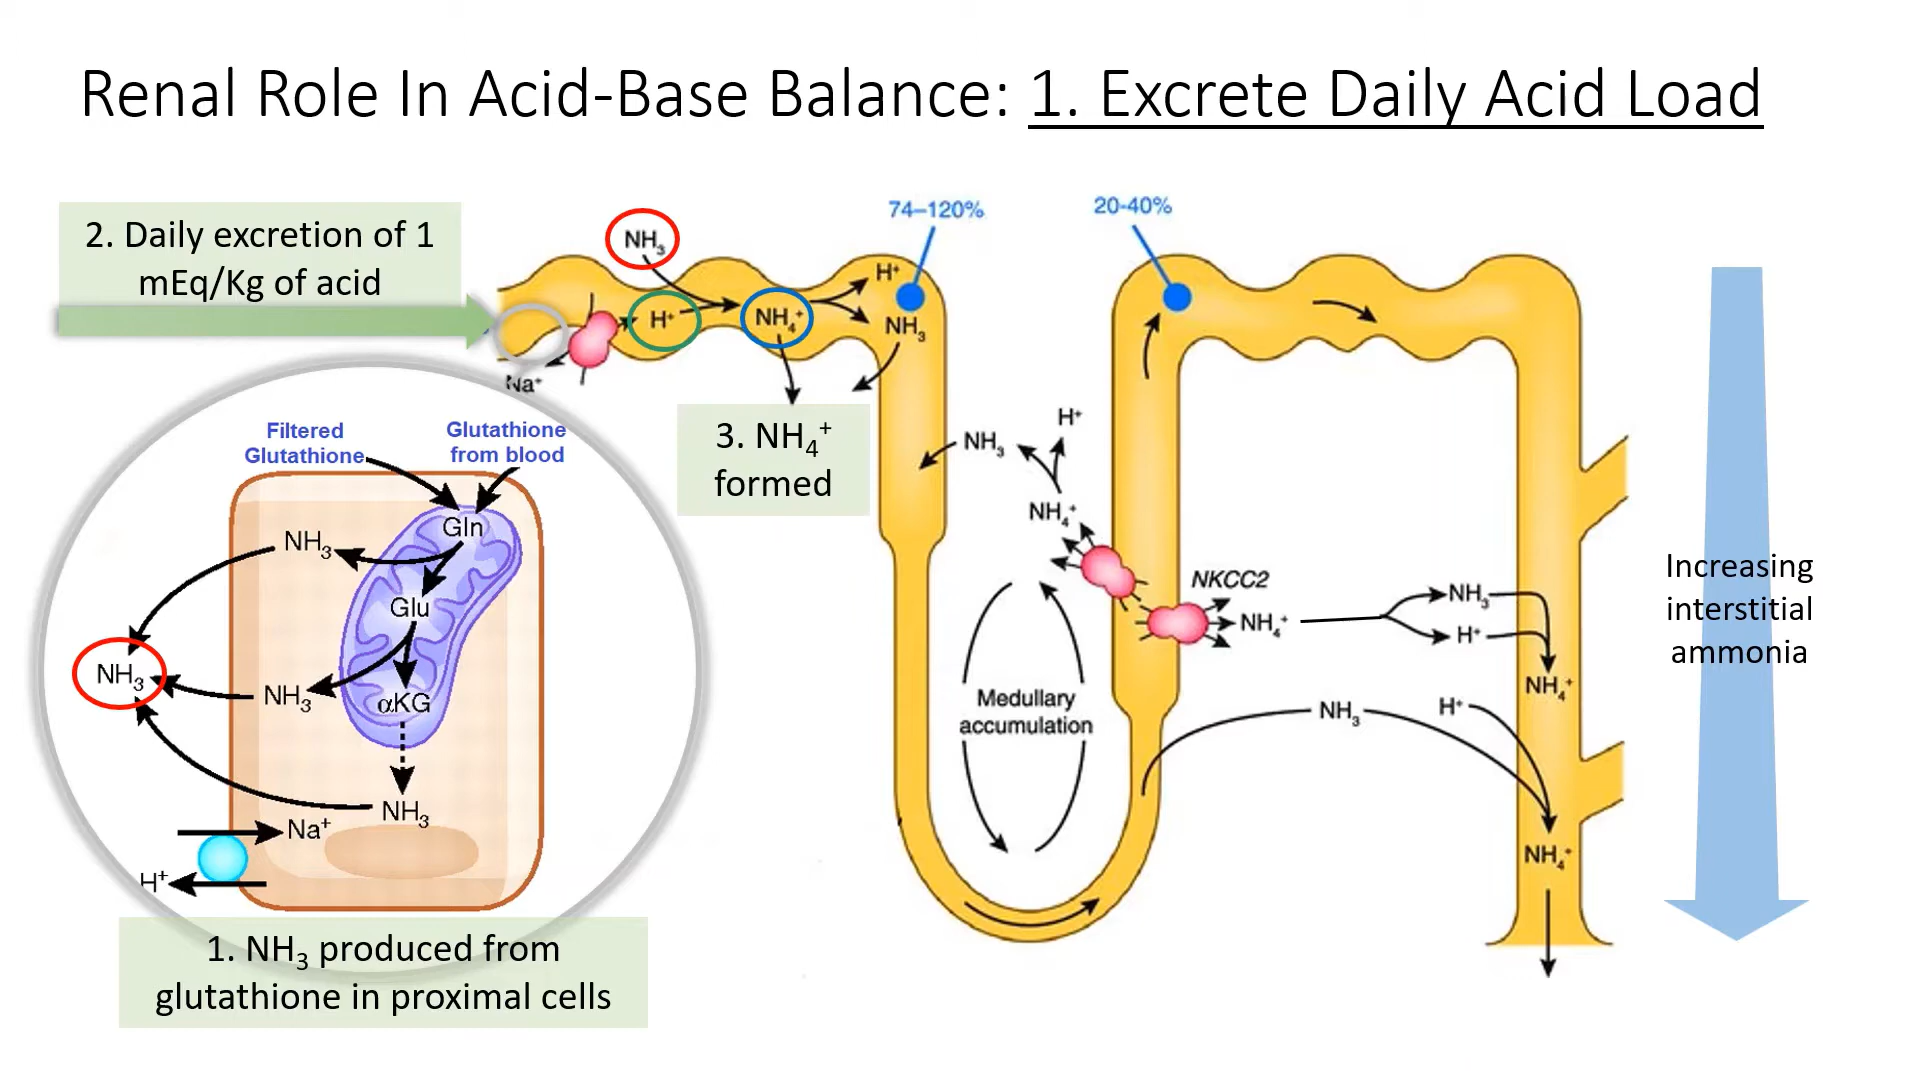 Renal Role In Acid-Base Balance: 1. Excrete Daily Acid Load
2. Daily excretion of 1
mEq/Kg of acid
NH₃
H⁺
NH₄⁺
H⁺
NH₃
Na⁺
74–120%
20-40%
3. NH₄⁺
formed
Filtered
Glutathione
Glutathione
from blood
Gln
NH₃
Glu
NH₃
NH₃
αKG
NH₃
Na⁺
H⁺
1. NH₃ produced from
glutathione in proximal cells
H⁺
NH₃
NH₄⁺
NKCC2
NH₄⁺
NH₃
H⁺
NH₄⁺
Medullary
accumulation
NH₃
H⁺
NH₄⁺
Increasing
interstitial
ammonia